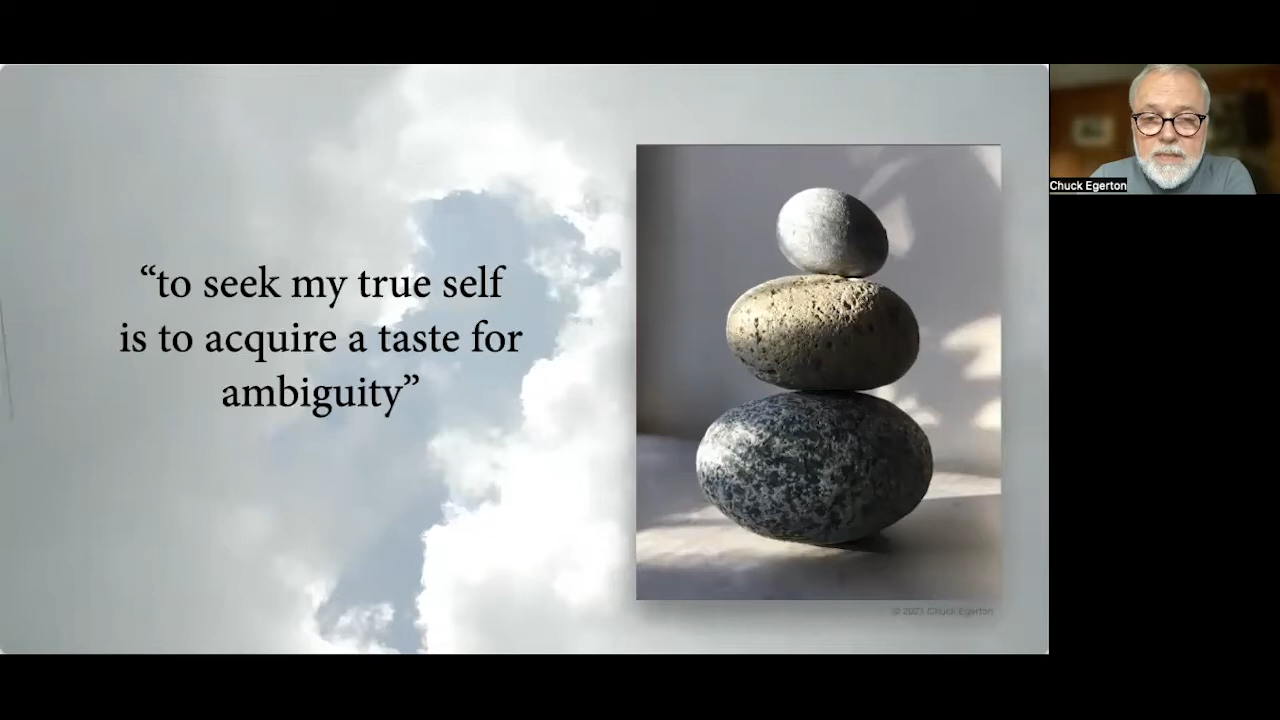 “to seek my true self
is to acquire a taste for
ambiguity”
© 2021 Chuck Egerton
Chuck Egerton